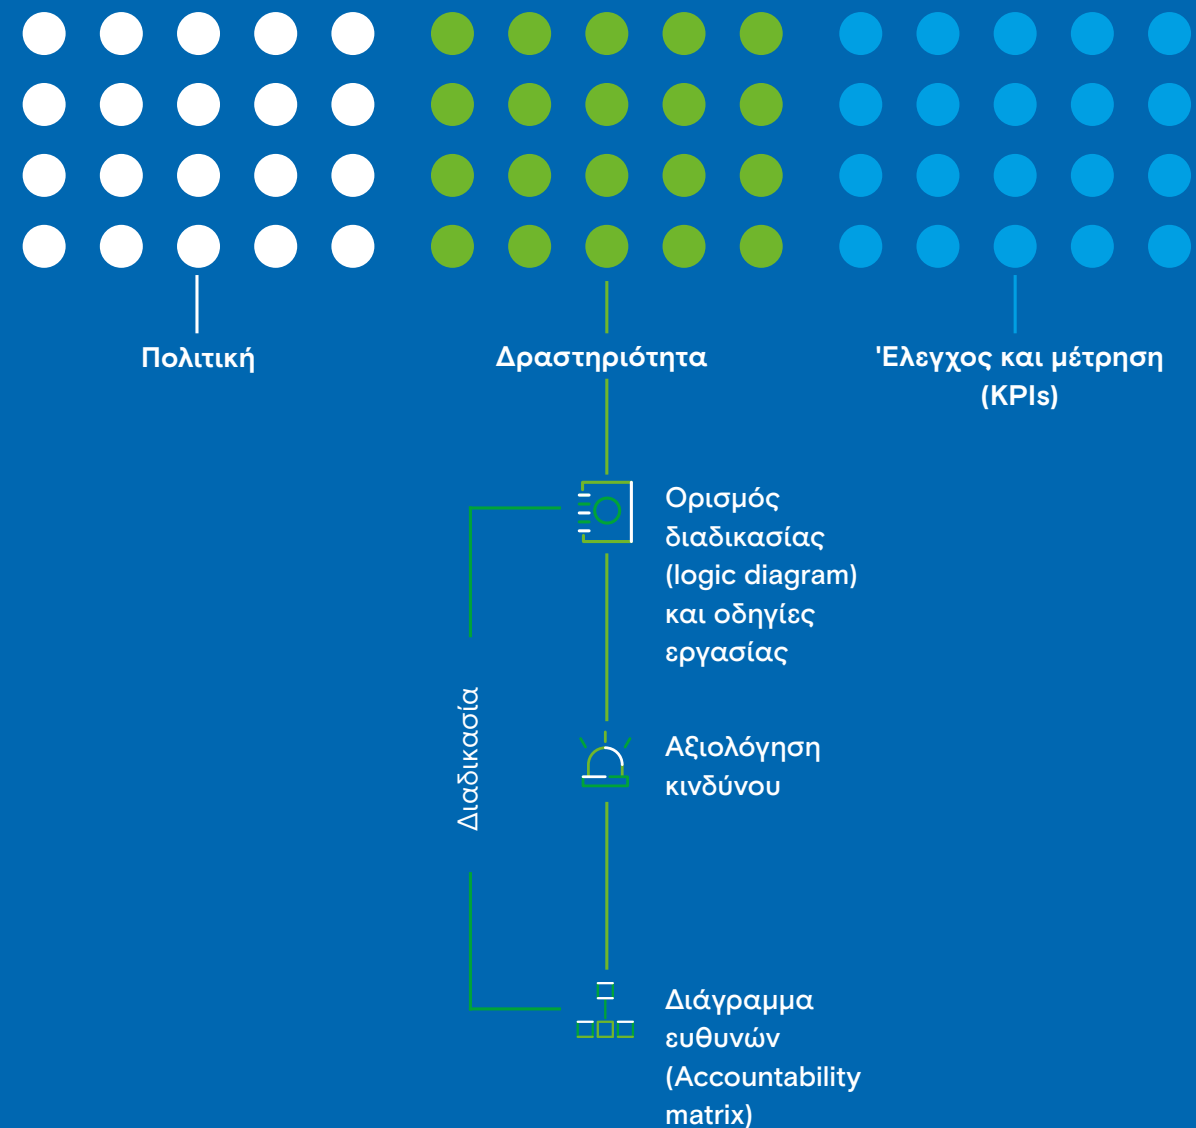 Πολιτική
Δραστηριότητα
'Έλεγχος και μέτρηση
(KPIs)
Ορισμός
διαδικασίας
(logic diagram)
και οδηγίες
εργασίας
Διαδικασία
Αξιολόγηση
κινδύνου
Διάγραμμα
ευθυνών
(Accountability
matrix)